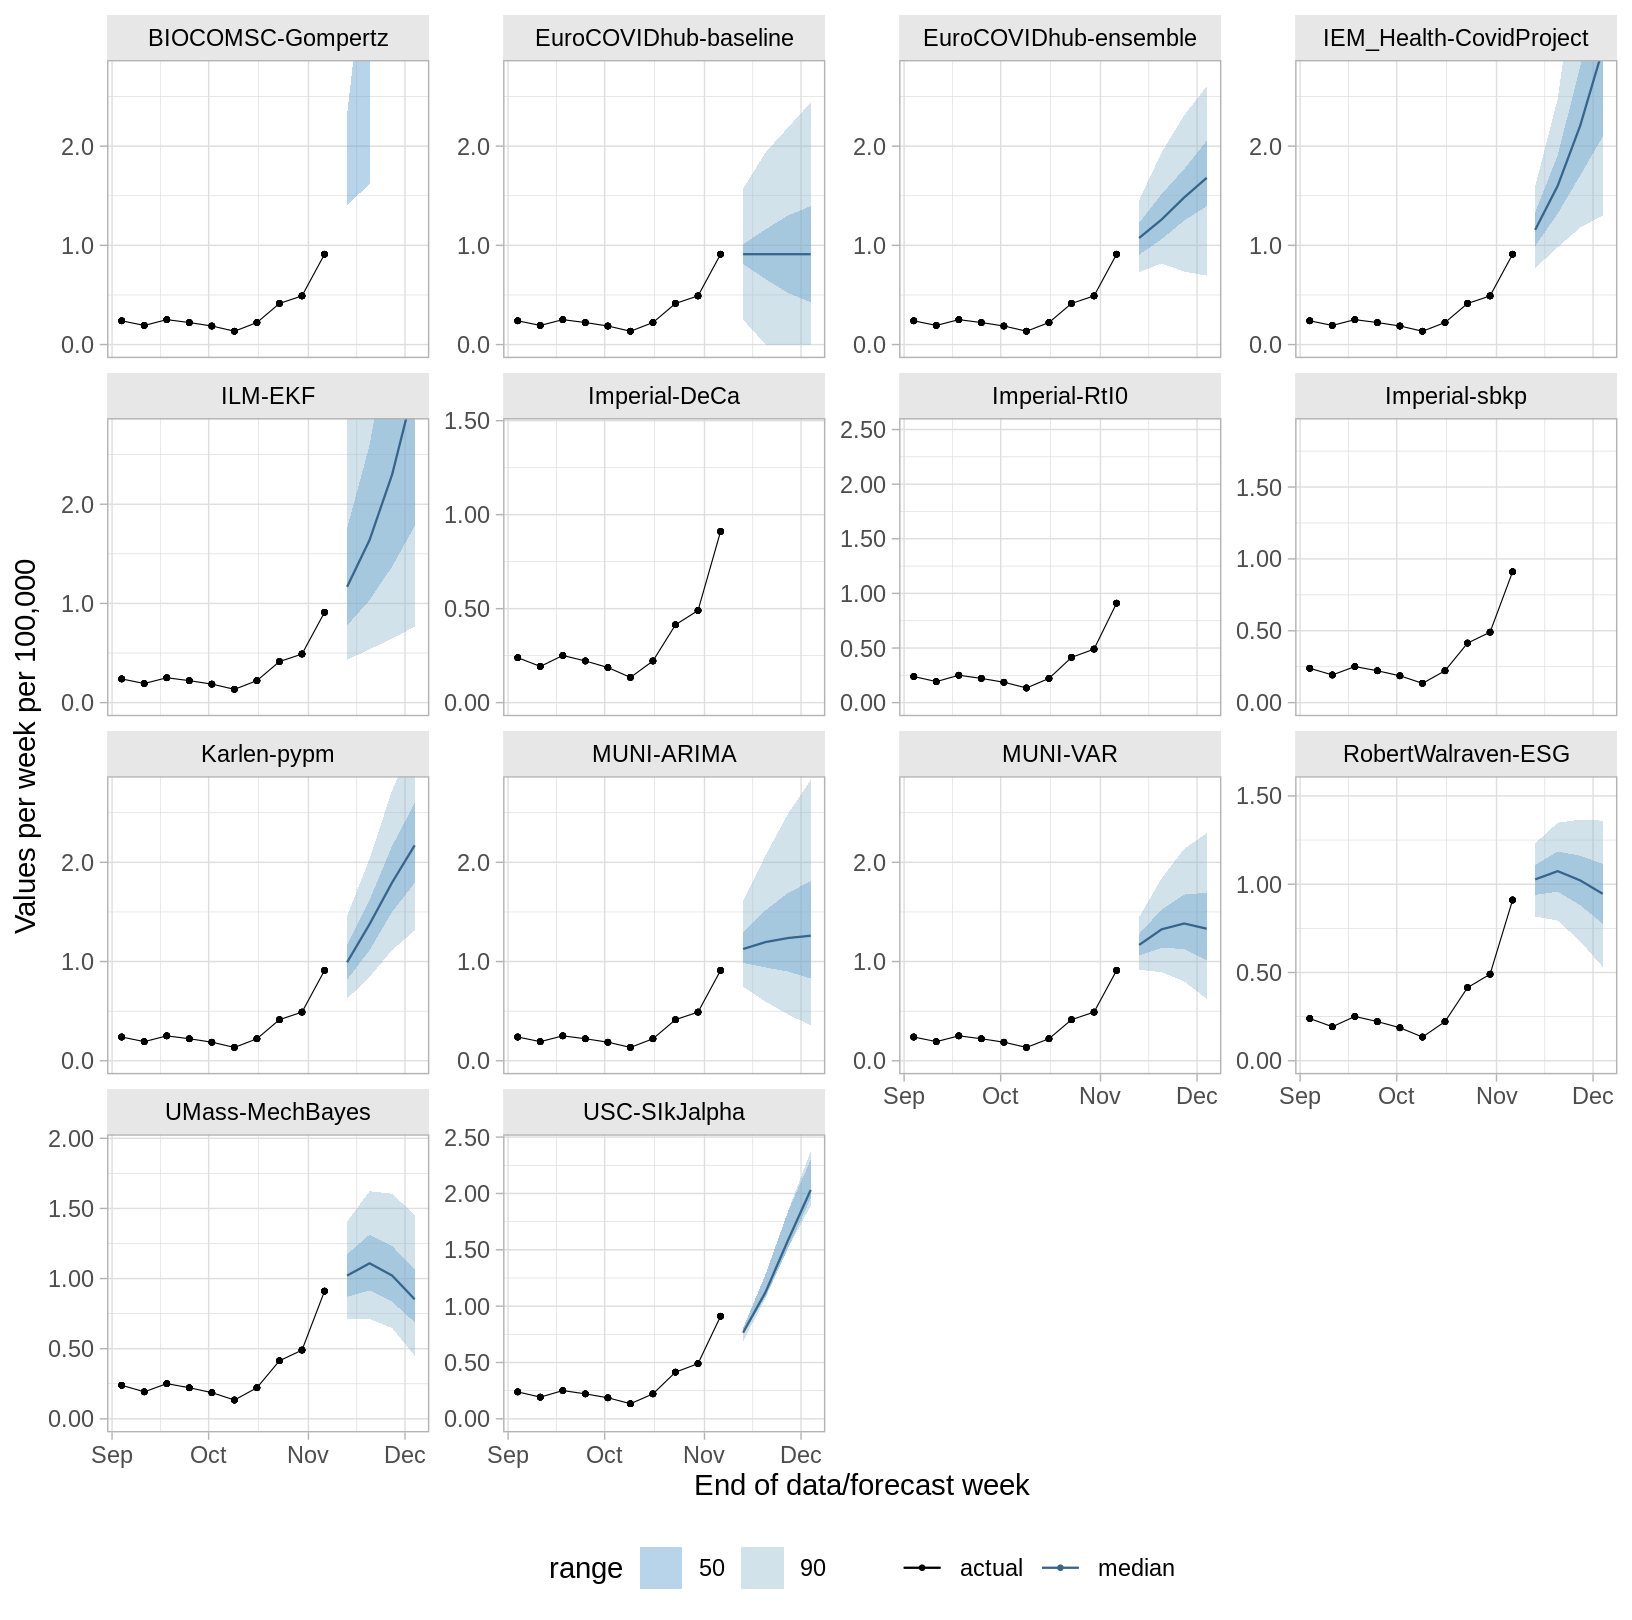 BIOCOMSC-Gompertz EuroCOVIDhub-baseline EuroCOVIDhub-ensemble IEM_Health-CovidProject
2.0 2.0 2.0 2.0
1.0 1.0 1.0 1.0
0.0 0.0 0.0 0.0
ILM-EKF Imperial-DeCa Imperial-RtI0 Imperial-sbkp
1.50 2.50
2.0 1.00 2.00 1.50
1.50 1.00
1.0 0.50 1.00 0.50
0.50
0.0 0.00 0.00 0.00
Values per week per 100,000
Karlen-pypm MUNI-ARIMA MUNI-VAR RobertWalraven-ESG
1.50
2.0 2.0 2.0 1.00
1.0 1.0 1.0 0.50
0.0 0.0 0.0 0.00
Sep Oct Nov Dec Sep Oct Nov Dec
UMass-MechBayes USC-SIkJalpha
2.00 2.50
1.50 2.00
1.00 1.50
0.50 1.00
0.00 0.50
0.00
Sep Oct Nov Dec Sep Oct Nov Dec
End of data/forecast week
range 50 90 actual median